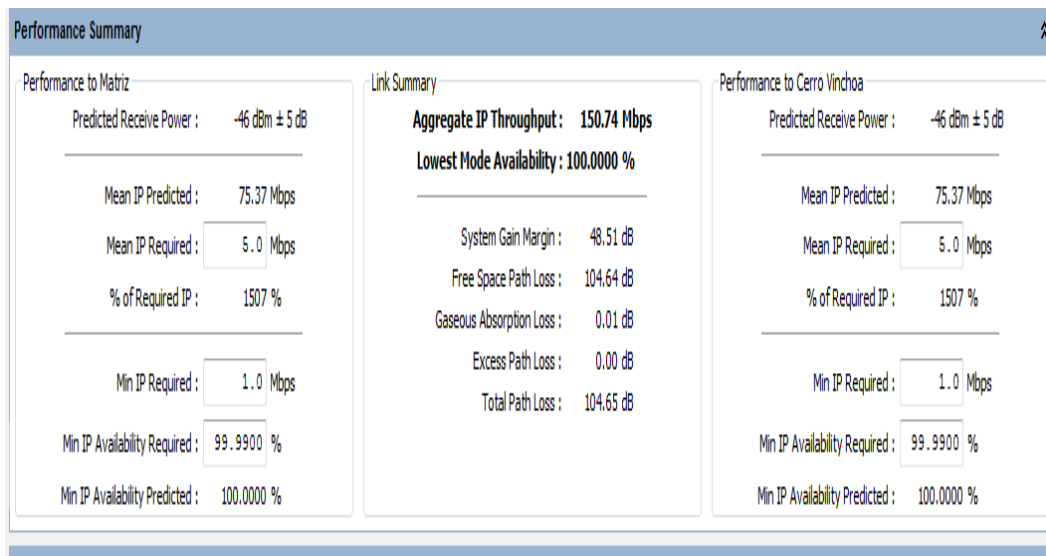 Performance Summary
Performance to Matriz
Predicted Receive Power : -46 dBm ± 5 dB
Mean IP Predicted : 75.37 Mbps
Mean IP Required : 5.0 Mbps
% of Required IP : 1507 %
Min IP Required : 1.0 Mbps
Min IP Availability Required : 99.9900 %
Min IP Availability Predicted : 100.0000 %
Link Summary
Aggregate IP Throughput : 150.74 Mbps
Lowest Mode Availability : 100.0000 %
System Gain Margin : 48.51 dB
Free Space Path Loss : 104.64 dB
Gaseous Absorption Loss : 0.01 dB
Excess Path Loss : 0.00 dB
Total Path Loss : 104.65 dB
Performance to Cerro Vinchoa
Predicted Receive Power : -46 dBm ± 5 dB
Mean IP Predicted : 75.37 Mbps
Mean IP Required : 5.0 Mbps
% of Required IP : 1507 %
Min IP Required : 1.0 Mbps
Min IP Availability Required : 99.9900 %
Min IP Availability Predicted : 100.0000 %